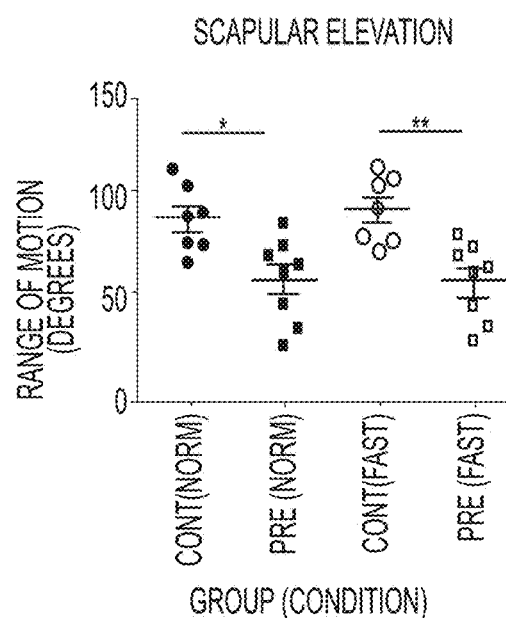 SCAPULAR ELEVATION
RANGE OF MOTION
(DEGREES)
150
100
50
0
*
**
CONT(NORM)
PRE (NORM)
CONT(FAST)
PRE (FAST)
GROUP (CONDITION)